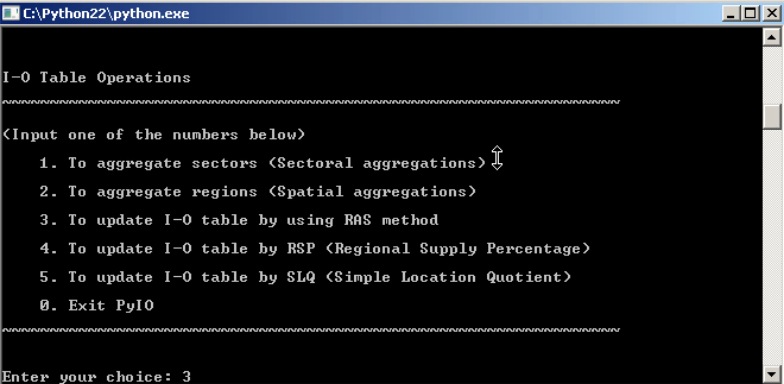 C:\Python22\python.exe
I-O Table Operations
~~~~~~~~~~~~~~~~~~~~~~~~~~~~~~~~~~~~~~~~~~~~~~~~~~~~~~~~~~~~~~~~~
(Input one of the numbers below)
1. To aggregate sectors (Sectoral aggregations)
2. To aggregate regions (Spatial aggregations)
3. To update I-O table by using RAS method
4. To update I-O table by RSP (Regional Supply Percentage)
5. To update I-O table by SLQ (Simple Location Quotient)
0. Exit PyIO
~~~~~~~~~~~~~~~~~~~~~~~~~~~~~~~~~~~~~~~~~~~~~~~~~~~~~~~~~~~~~~~~~
Enter your choice: 3